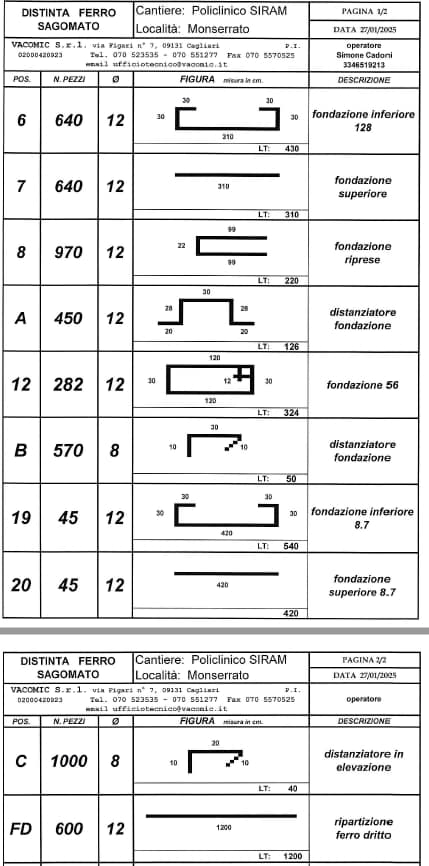 DISTINTA FERRO SAGOMATO
Cantiere: Policlinico SIRAM
Località: Monserrato
PAGINA 1/2
DATA 27/01/2025
VACOMIC S.r.l. via Figari n° 7, 09131 Cagliari P.I.
02000420923 Tel. 070 523535 - 070 551277 Fax 070 5570525
email ufficiotecnico@vacomic.it
operatore
Simone Cadoni
3346519213
POS. N. PEZZI Ø FIGURA misura in cm. DESCRIZIONE
6 640 12
30 30
30 30
310
LT: 430
fondazione inferiore
128
7 640 12
310
LT: 310
fondazione
superiore
8 970 12
99
22
99
LT: 220
fondazione
riprese
A 450 12
30
28 28
20 20
LT: 126
distanziatore
fondazione
12 282 12
120
30 12 30
120
LT: 324
fondazione 56
B 570 8
30
10 10
LT: 50
distanziatore
fondazione
19 45 12
30 30
30 30
420
LT: 540
fondazione inferiore
8.7
20 45 12
420
420
fondazione
superiore 8.7
DISTINTA FERRO SAGOMATO
Cantiere: Policlinico SIRAM
Località: Monserrato
PAGINA 2/2
DATA 27/01/2025
VACOMIC S.r.l. via Figari n° 7, 09131 Cagliari P.I.
02000420923 Tel. 070 523535 - 070 551277 Fax 070 5570525
email ufficiotecnico@vacomic.it
operatore
POS. N. PEZZI Ø FIGURA misura in cm. DESCRIZIONE
C 1000 8
20
10 10
LT: 40
distanziatore in
elevazione
FD 600 12
1200
LT: 1200
ripartizione
ferro dritto